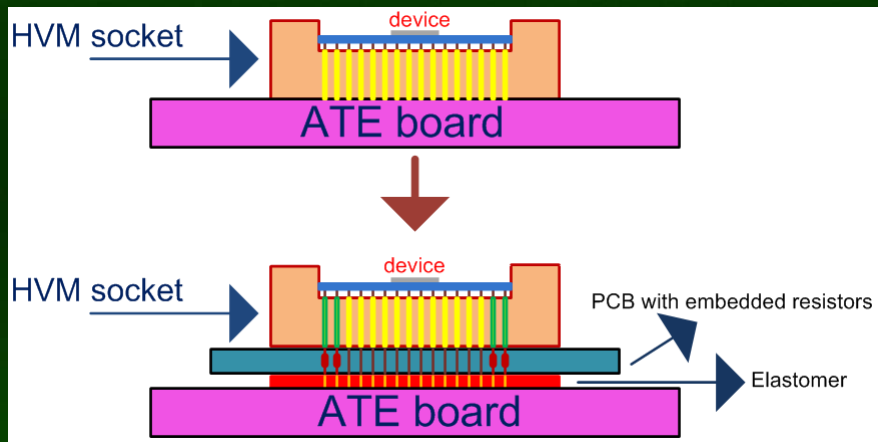 device
HVM socket
ATE board
device
HVM socket
PCB with embedded resistors
Elastomer
ATE board